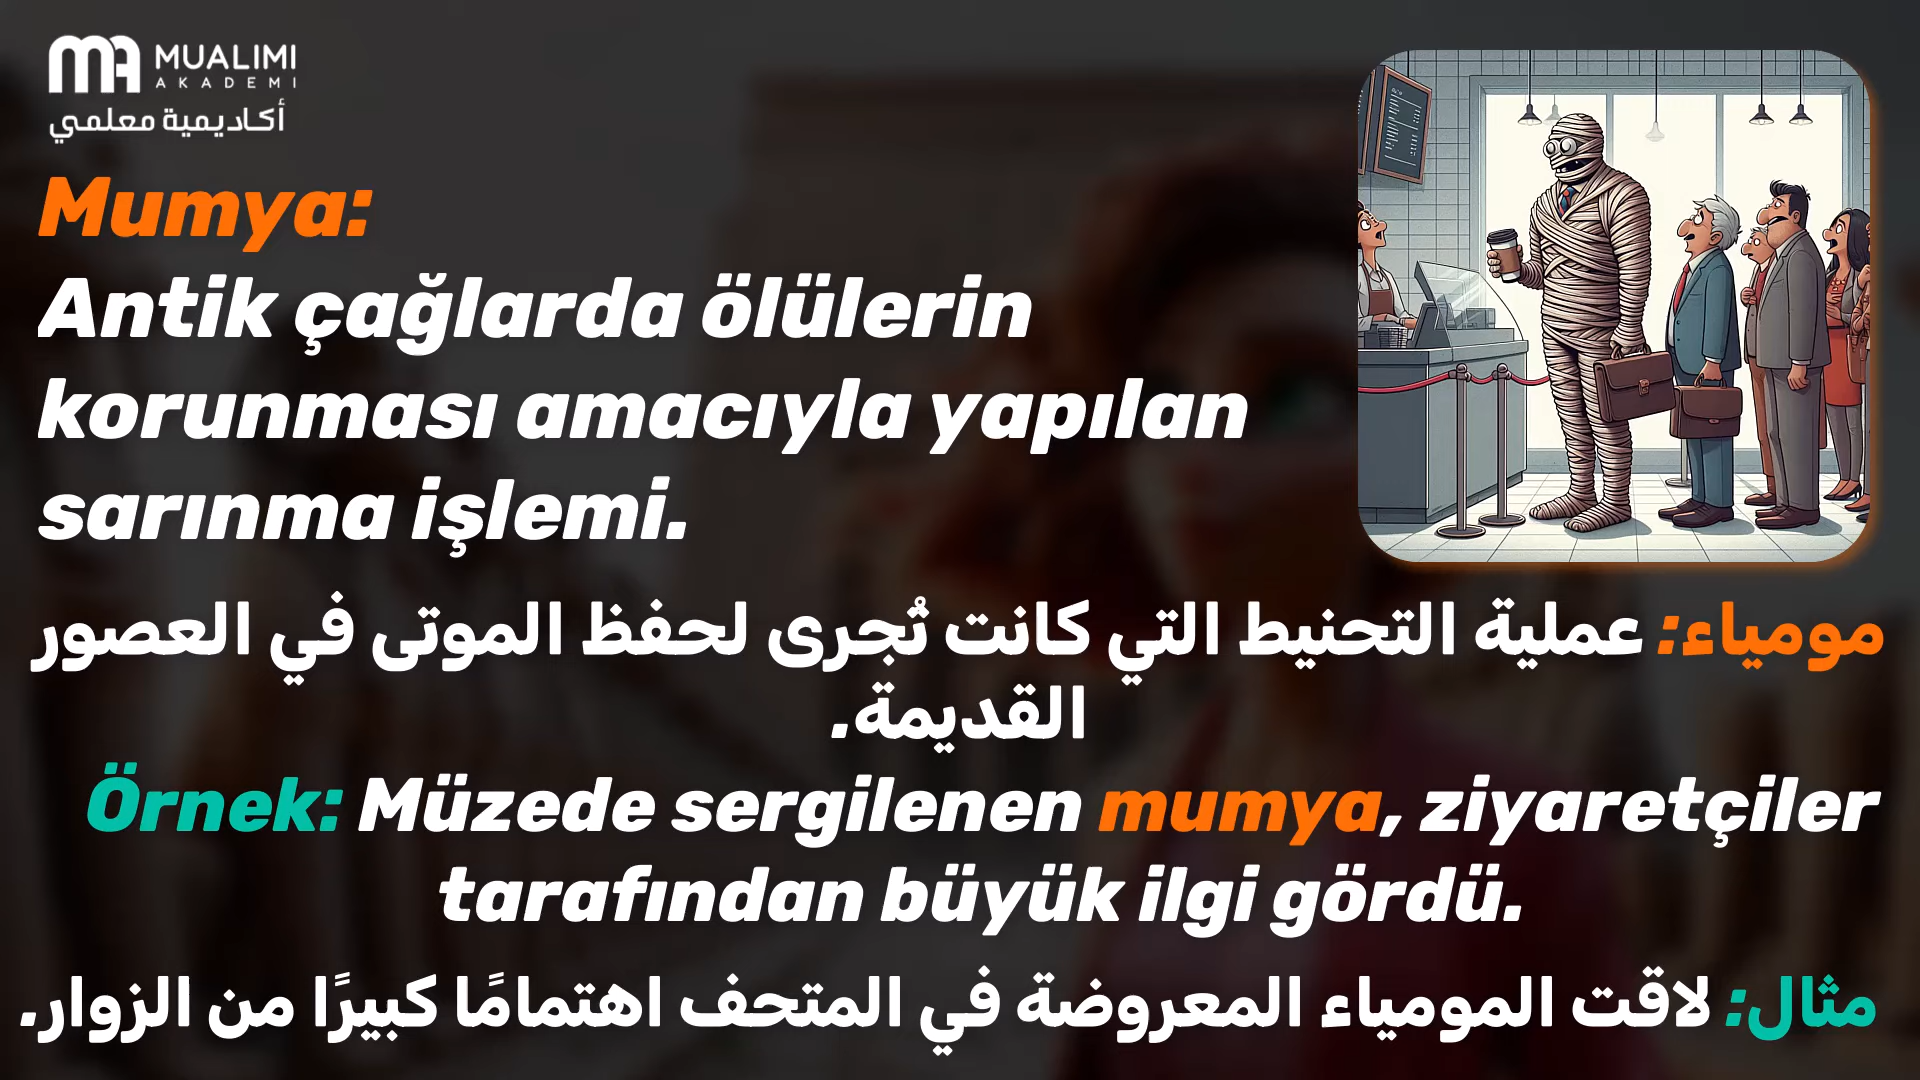 MUALIMI
AKADEMI
أكاديمية معلمي
Mumya:
Antik çağlarda ölülerin
korunması amacıyla yapılan
sarınma işlemi.
مومياء: عملية التحنيط التي كانت تُجرى لحفظ الموتى في العصور
القديمة.
Örnek: Müzede sergilenen mumya, ziyaretçiler
tarafından büyük ilgi gördü.
مثال: لاقت المومياء المعروضة في المتحف اهتمامًا كبيرًا من الزوار.